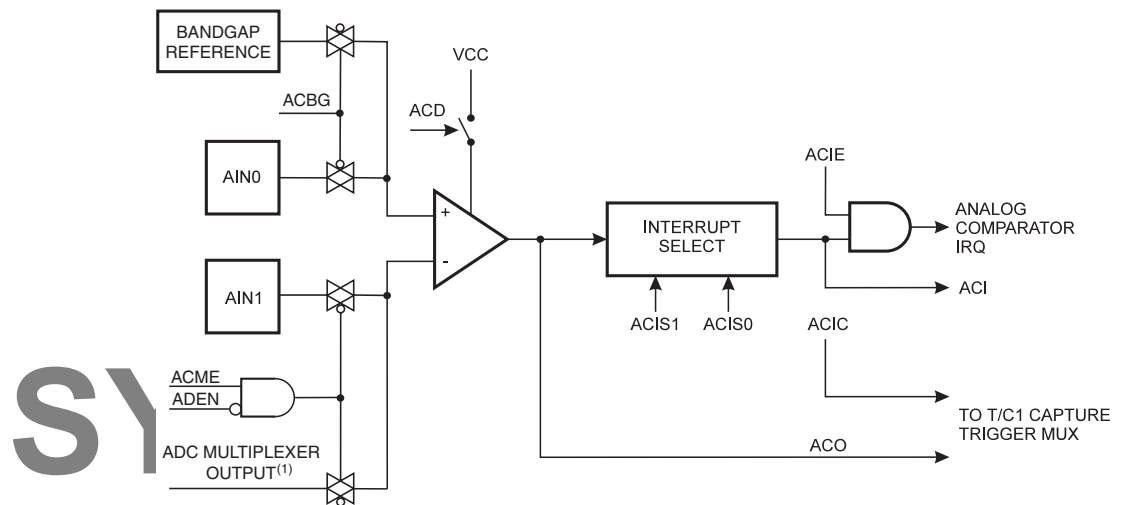 BANDGAP
REFERENCE
VCC
ACBG
ACD
AIN0
ACIE
+
INTERRUPT
SELECT
ANALOG
COMPARATOR
IRQ
-
AIN1
ACI
ACIS1 ACIS0
ACIC
ACME
ADEN
SY
TO T/C1 CAPTURE
TRIGGER MUX
ADC MULTIPLEXER
OUTPUT(1)
ACO